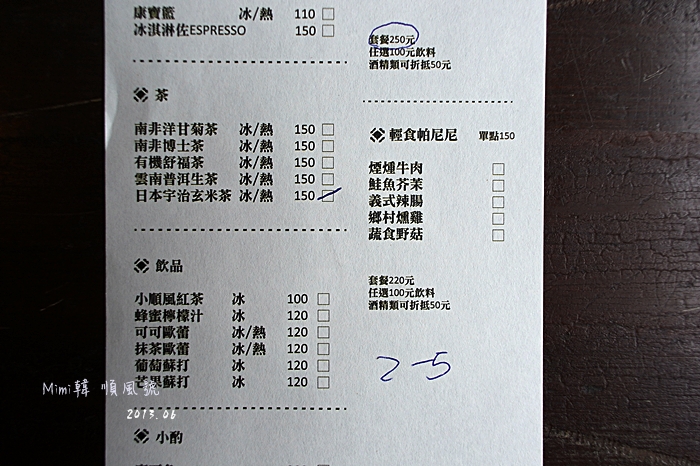 康寶籃 冰/熱 110
冰淇淋佐ESPRESSO 150
茶
南非洋甘菊茶 冰/熱 150
南非博士茶 冰/熱 150
有機舒福茶 冰/熱 150
雲南普洱生茶 冰/熱 150
日本宇治玄米茶 冰/熱 150
飲品
小順風紅茶 冰 100
蜂蜜檸檬汁 冰 120
可可歐蕾 冰/熱 120
抹茶歐蕾 冰/熱 120
葡萄蘇打 冰 120
芒果蘇打 冰 120
小酌
套餐250元
任選100元飲料
酒精類可折抵50元
輕食帕尼尼 單點150
煙燻牛肉
鮭魚芥茉
義式辣腸
鄉村燻雞
蔬食野菇
套餐220元
任選100元飲料
酒精類可折抵50元
2-5
Mimi韓 順風號
2013.06